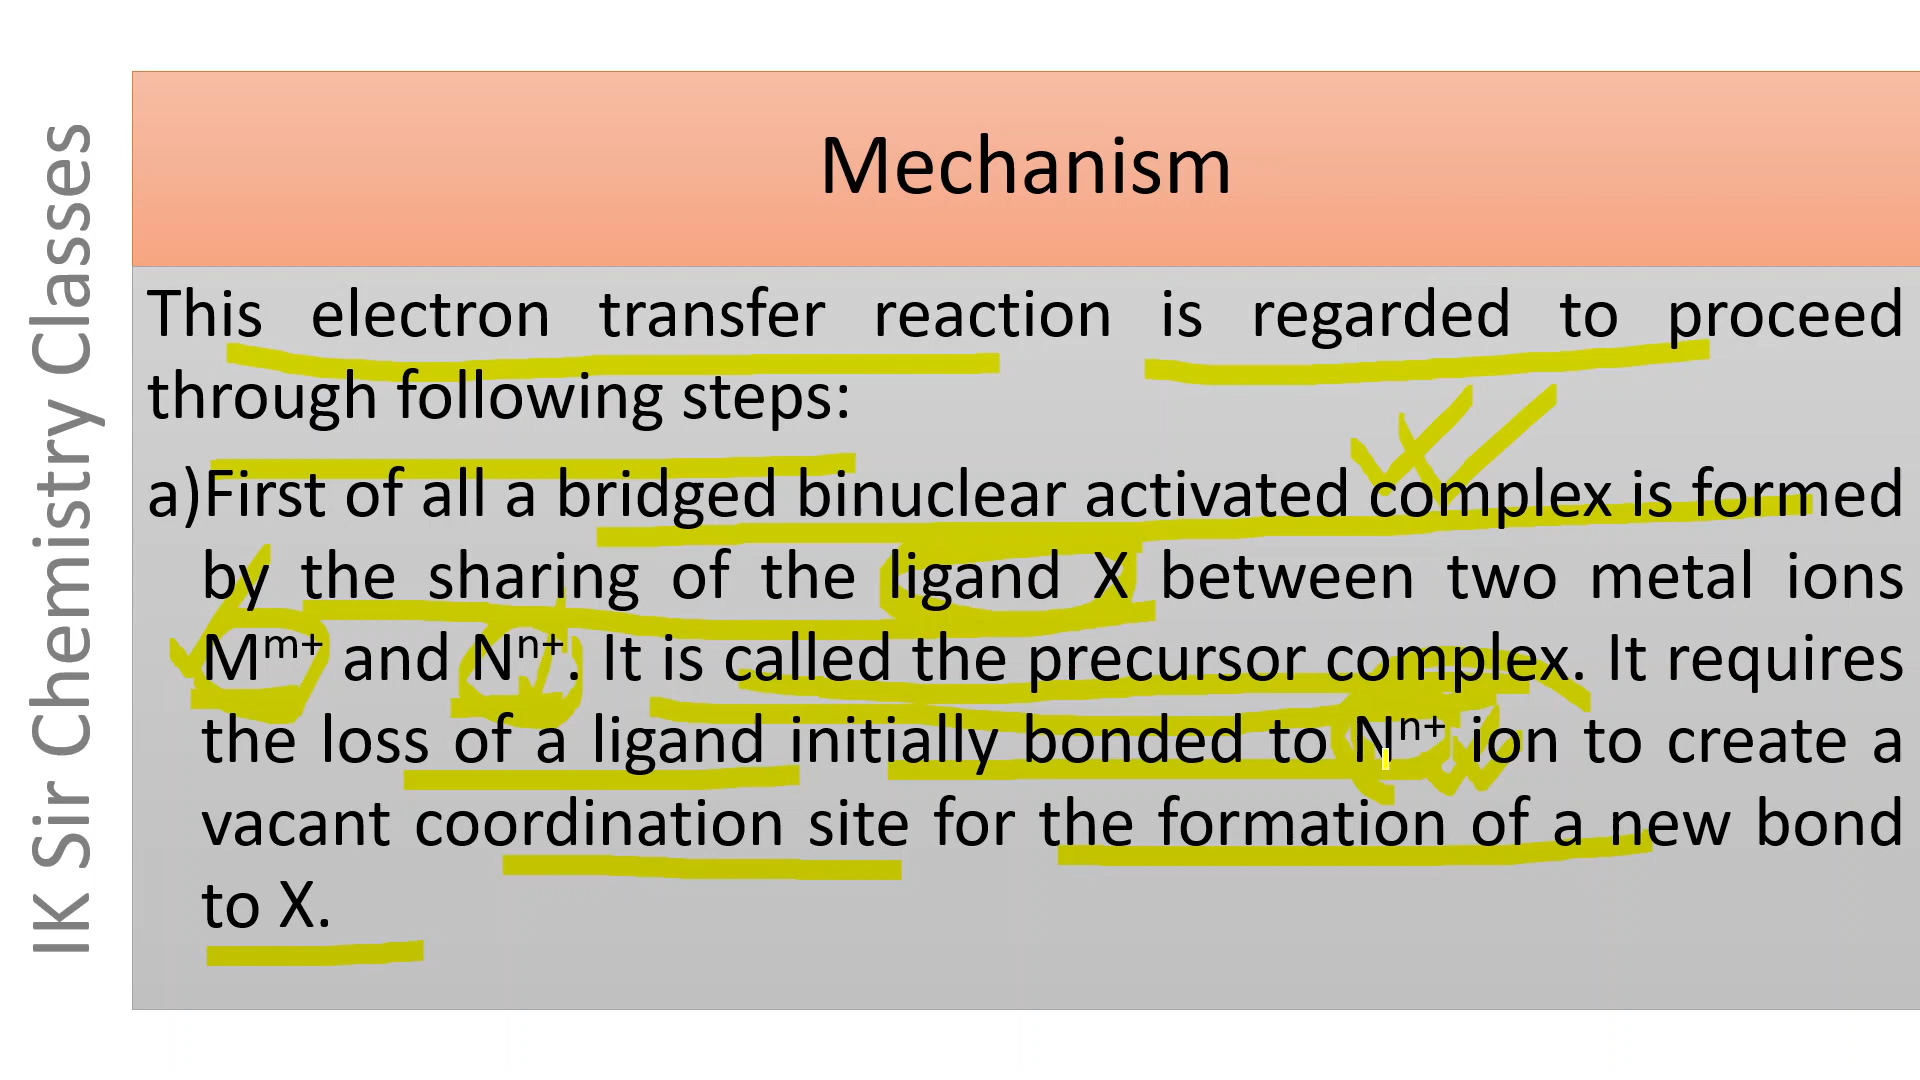 IK Sir Chemistry Classes
Mechanism
This electron transfer reaction is regarded to proceed
through following steps:
a)First of all a bridged binuclear activated complex is formed
by the sharing of the ligand X between two metal ions
Mᵐ⁺ and Nⁿ⁺. It is called the precursor complex. It requires
the loss of a ligand initially bonded to Nⁿ⁺ ion to create a
vacant coordination site for the formation of a new bond
to X.